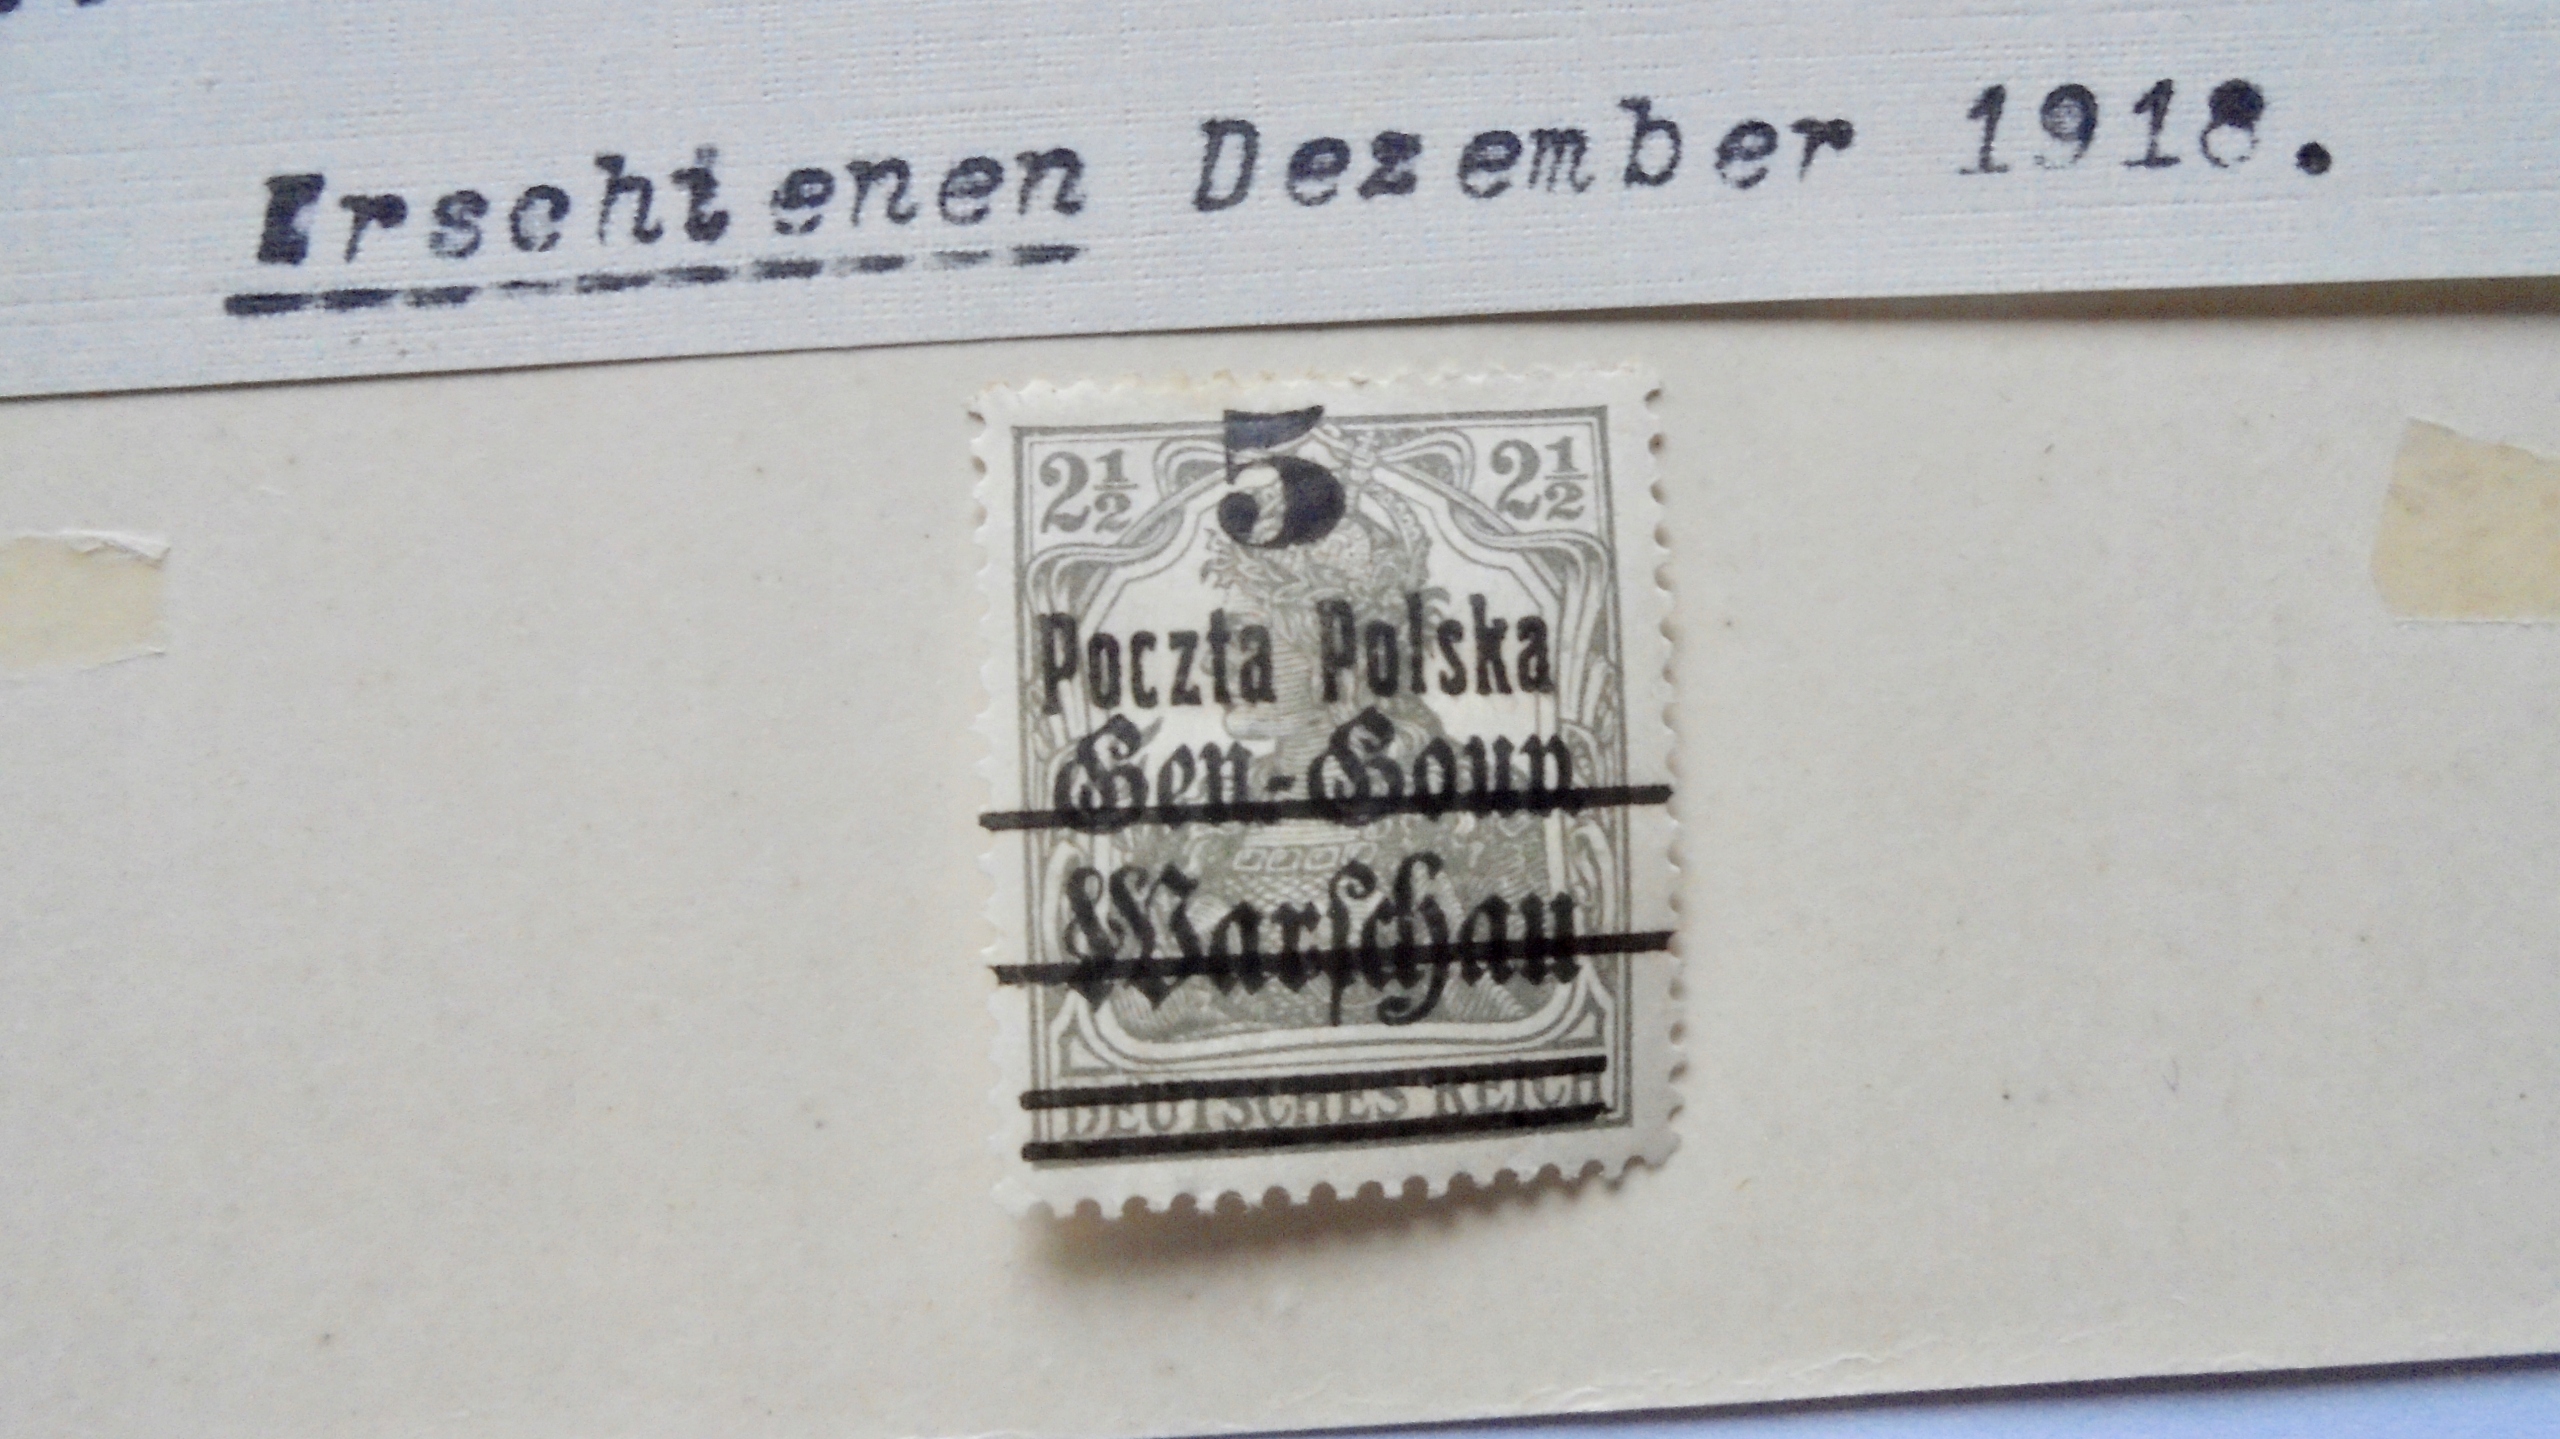 Erschienen Dezember 1918.
5
2½ 2½
Poczta Polska
Gen-Gouv
Warschau
DEUTSCHES REICH